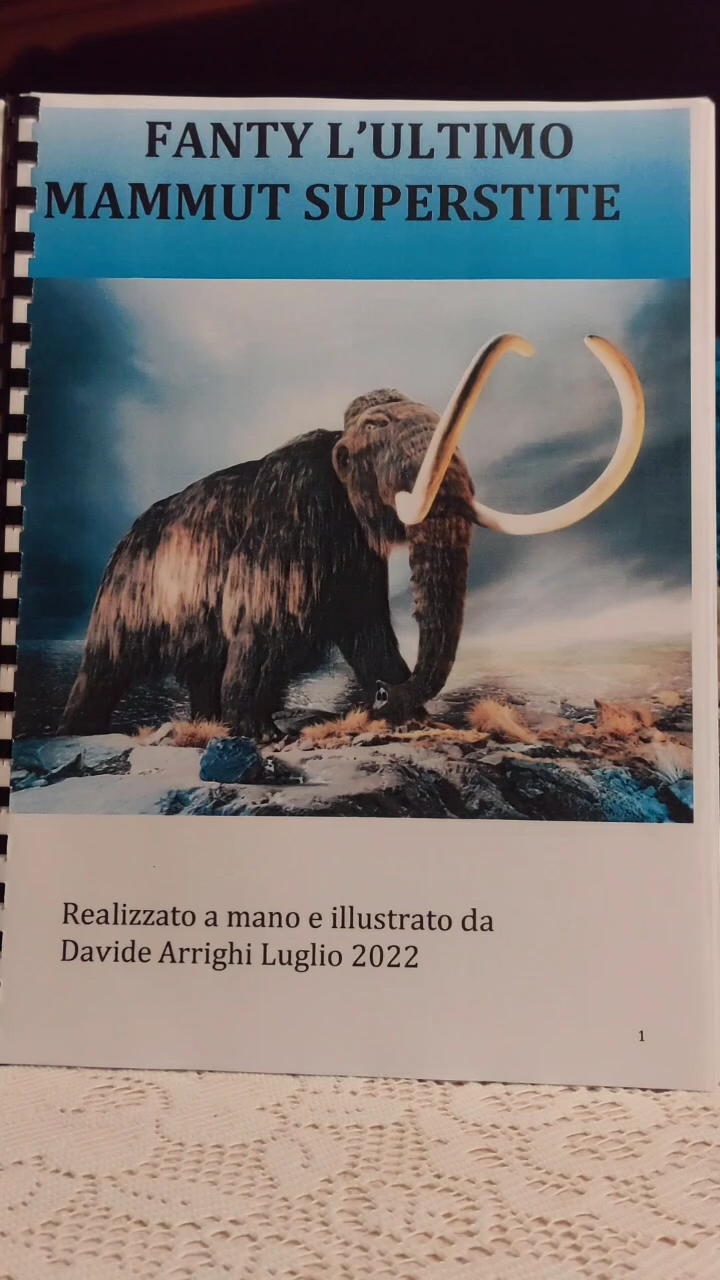 FANTY L’ULTIMO
MAMMUT SUPERSTITE
Realizzato a mano e illustrato da
Davide Arrighi Luglio 2022
1